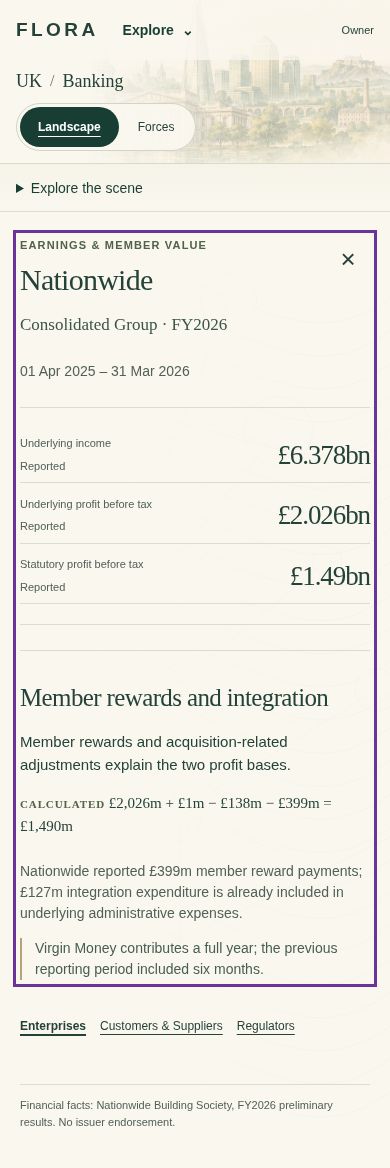 FLORA Explore Owner
UK / Banking
Landscape Forces
Explore the scene
EARNINGS & MEMBER VALUE
Nationwide
Consolidated Group · FY2026
01 Apr 2025 – 31 Mar 2026
Underlying income
Reported
£6.378bn
Underlying profit before tax
Reported
£2.026bn
Statutory profit before tax
Reported
£1.49bn
Member rewards and integration
Member rewards and acquisition-related
adjustments explain the two profit bases.
CALCULATED £2,026m + £1m − £138m − £399m =
£1,490m
Nationwide reported £399m member reward payments;
£127m integration expenditure is already included in
underlying administrative expenses.
Virgin Money contributes a full year; the previous
reporting period included six months.
Enterprises Customers & Suppliers Regulators
Financial facts: Nationwide Building Society, FY2026 preliminary
results. No issuer endorsement.